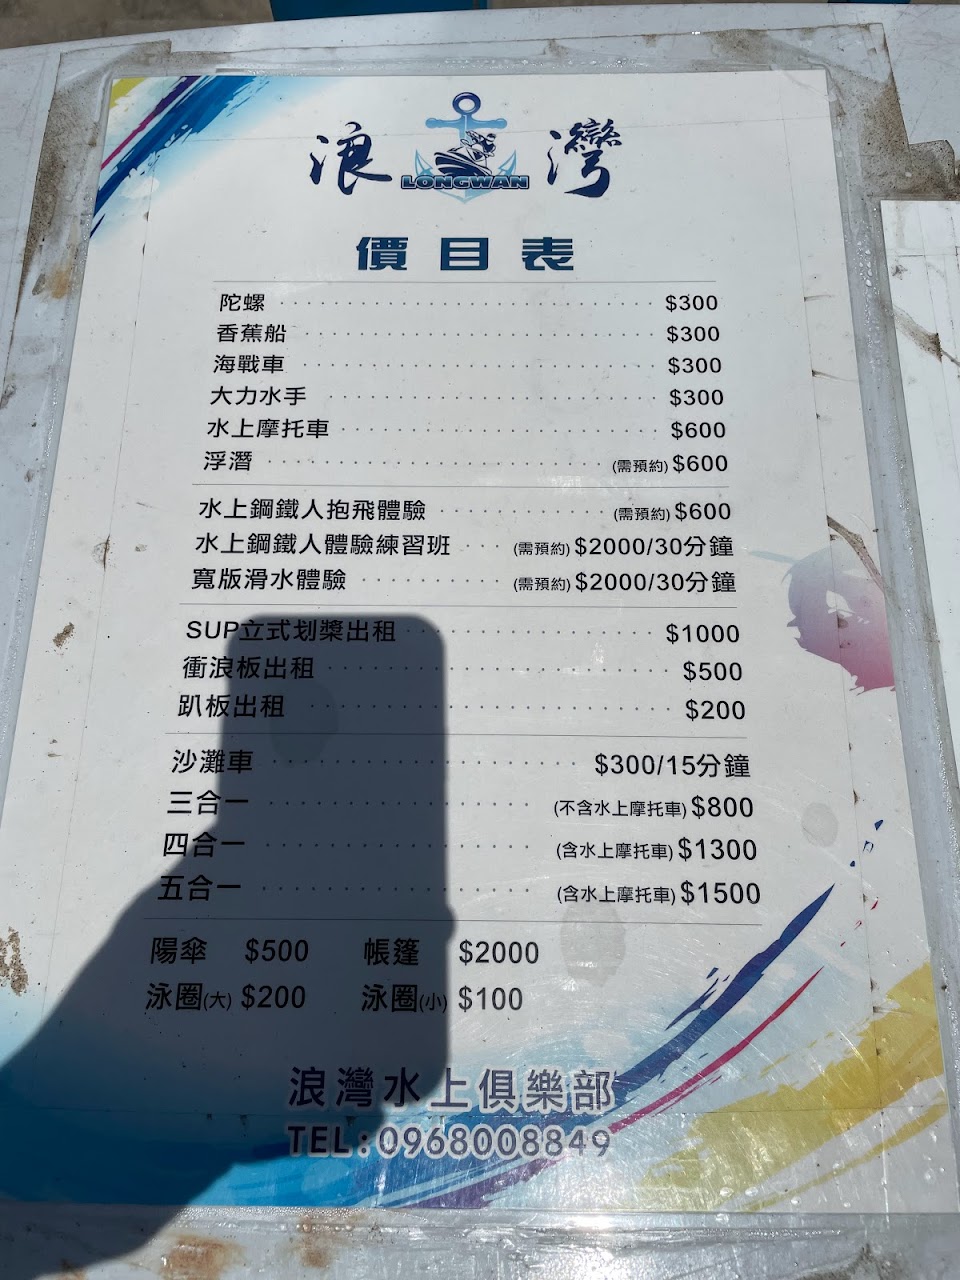 浪 灣
LONGWAN
價目表
陀螺 $300
香蕉船 $300
海戰車 $300
大力水手 $300
水上摩托車 $600
浮潛 (需預約) $600
水上鋼鐵人抱飛體驗 (需預約) $600
水上鋼鐵人體驗練習班 (需預約) $2000/30分鐘
寬版滑水體驗 (需預約) $2000/30分鐘
SUP立式划槳出租 $1000
衝浪板出租 $500
趴板出租 $200
沙灘車 $300/15分鐘
三合一 (不含水上摩托車) $800
四合一 (含水上摩托車) $1300
五合一 (含水上摩托車) $1500
陽傘 $500 帳篷 $2000
泳圈(大) $200 泳圈(小) $100
浪灣水上俱樂部
TEL:0968008849